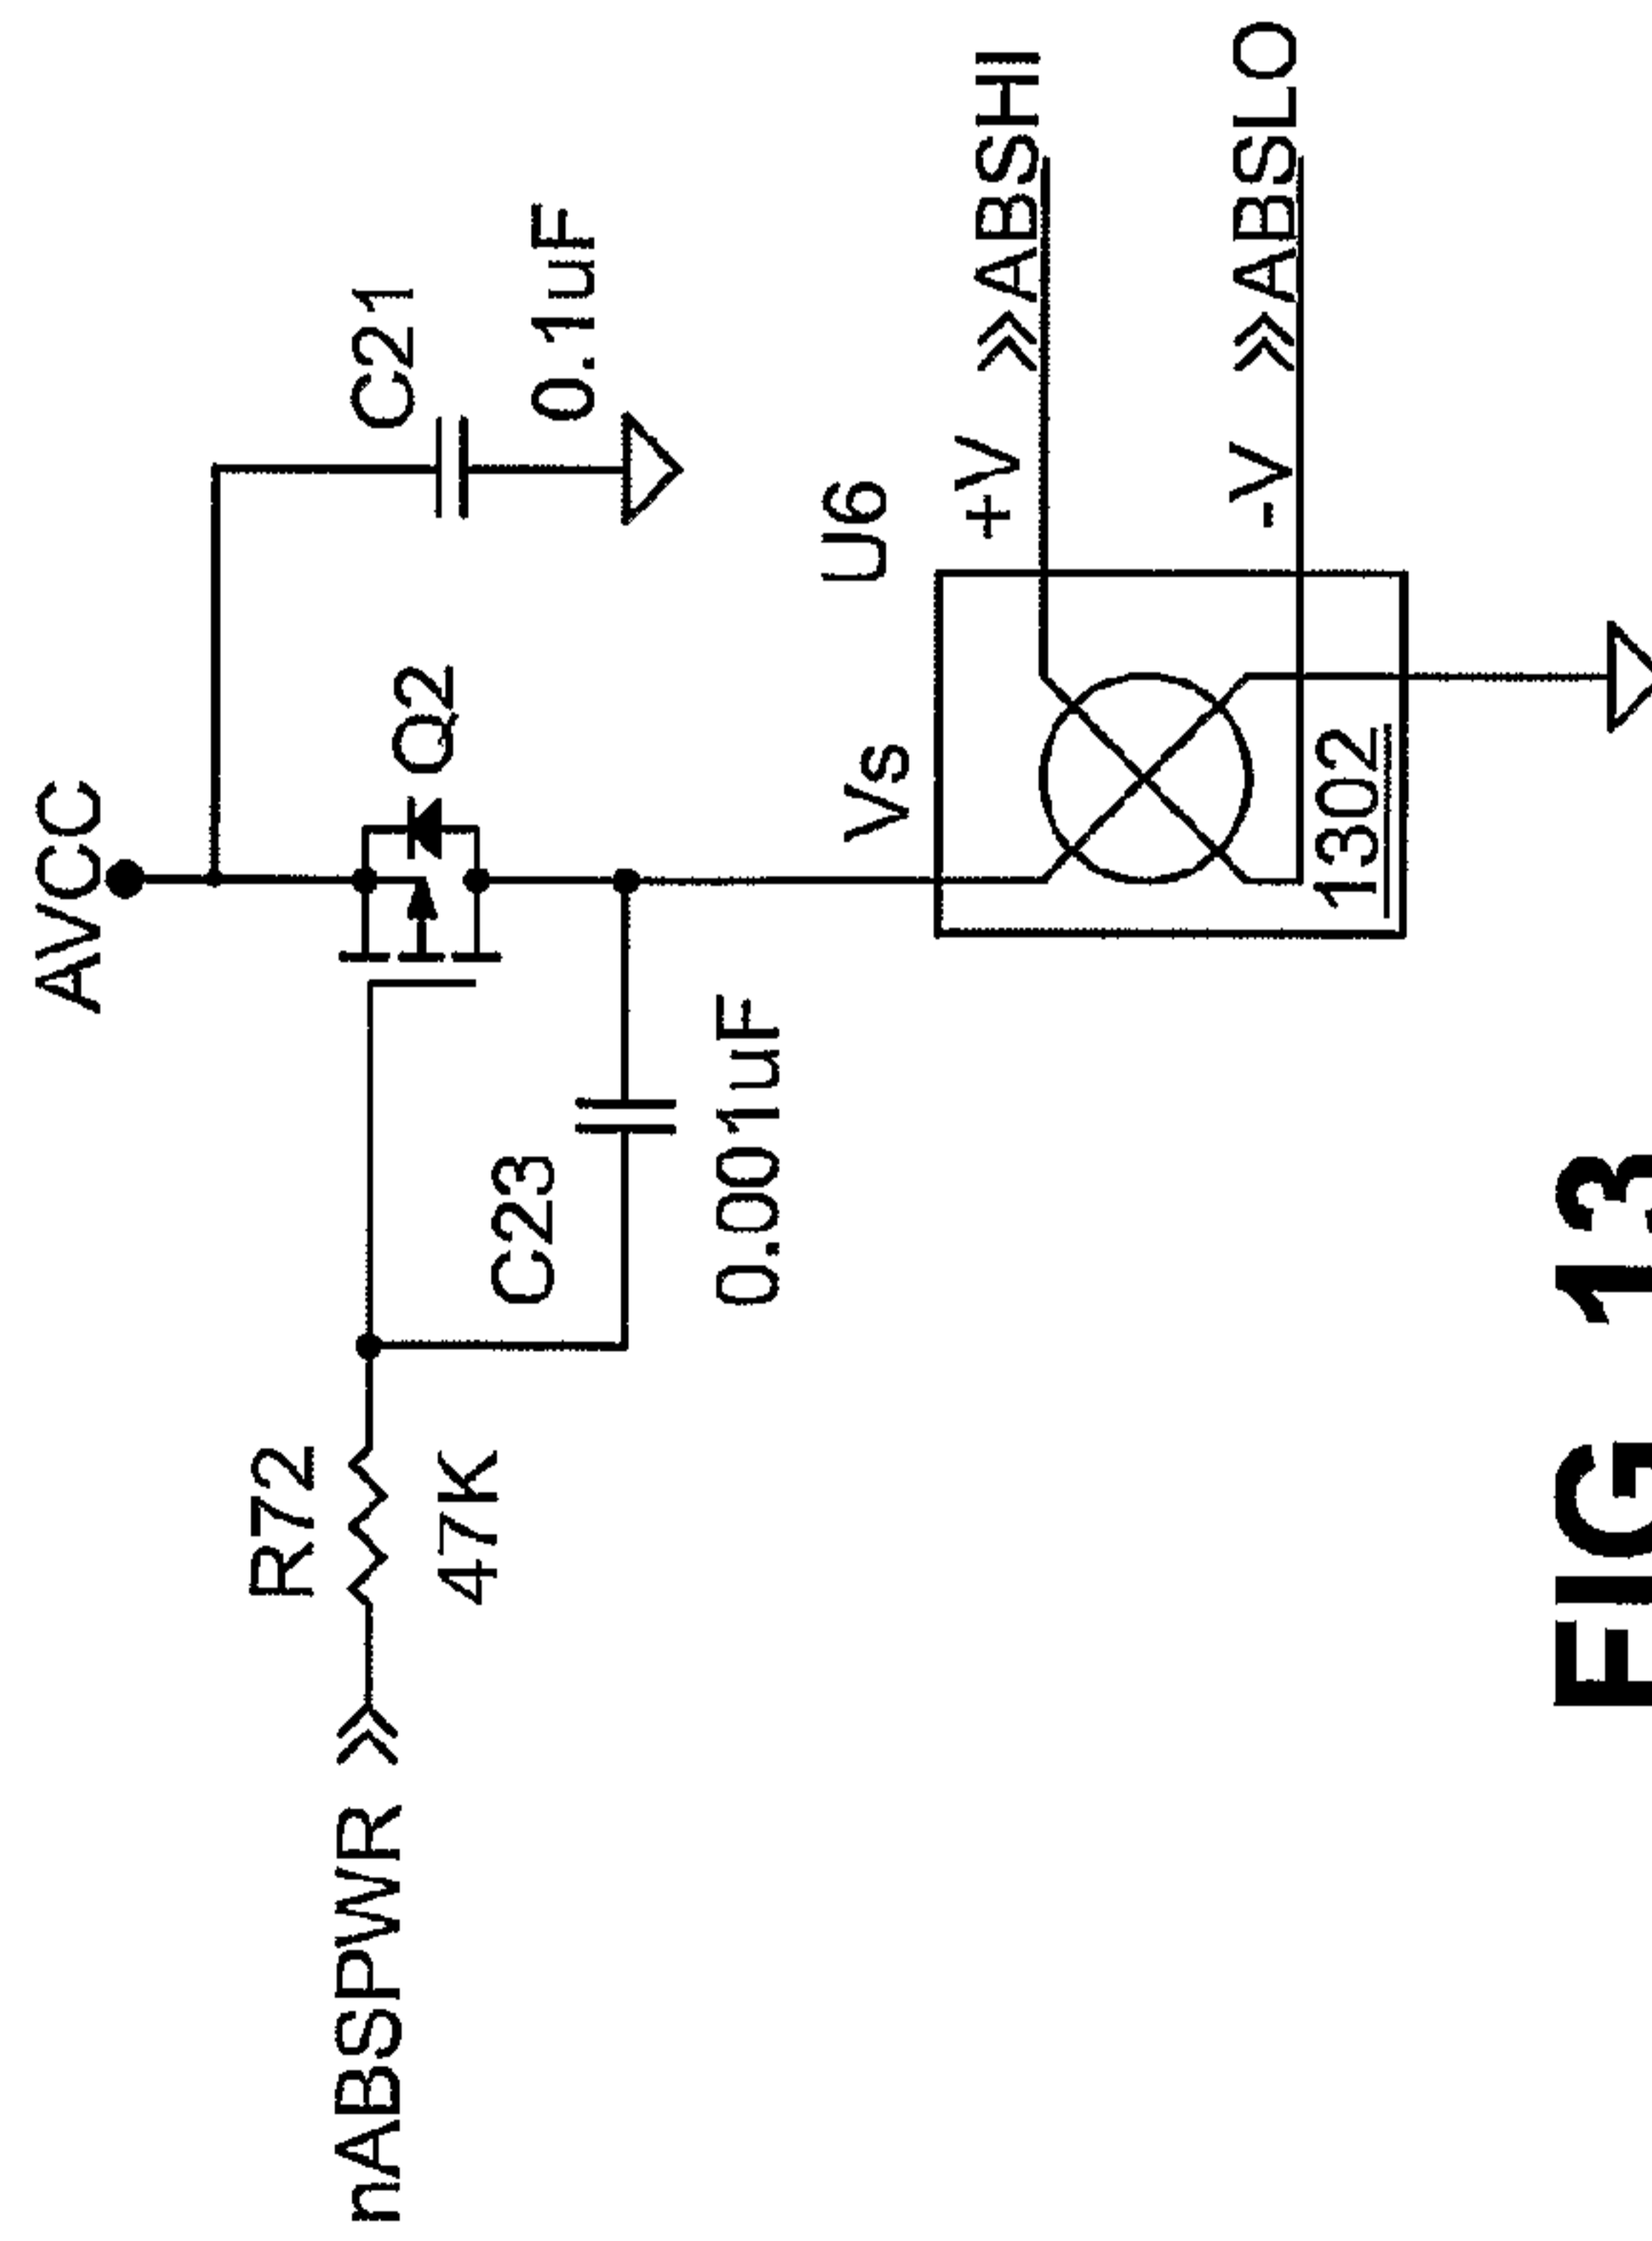 AVCC
C21
0.1uF
Q2
R72
47K
nABSPWR
C23
0.001uF
U6
Vs
+V
ABSHI
-V
ABSLO
1302
FIG 13